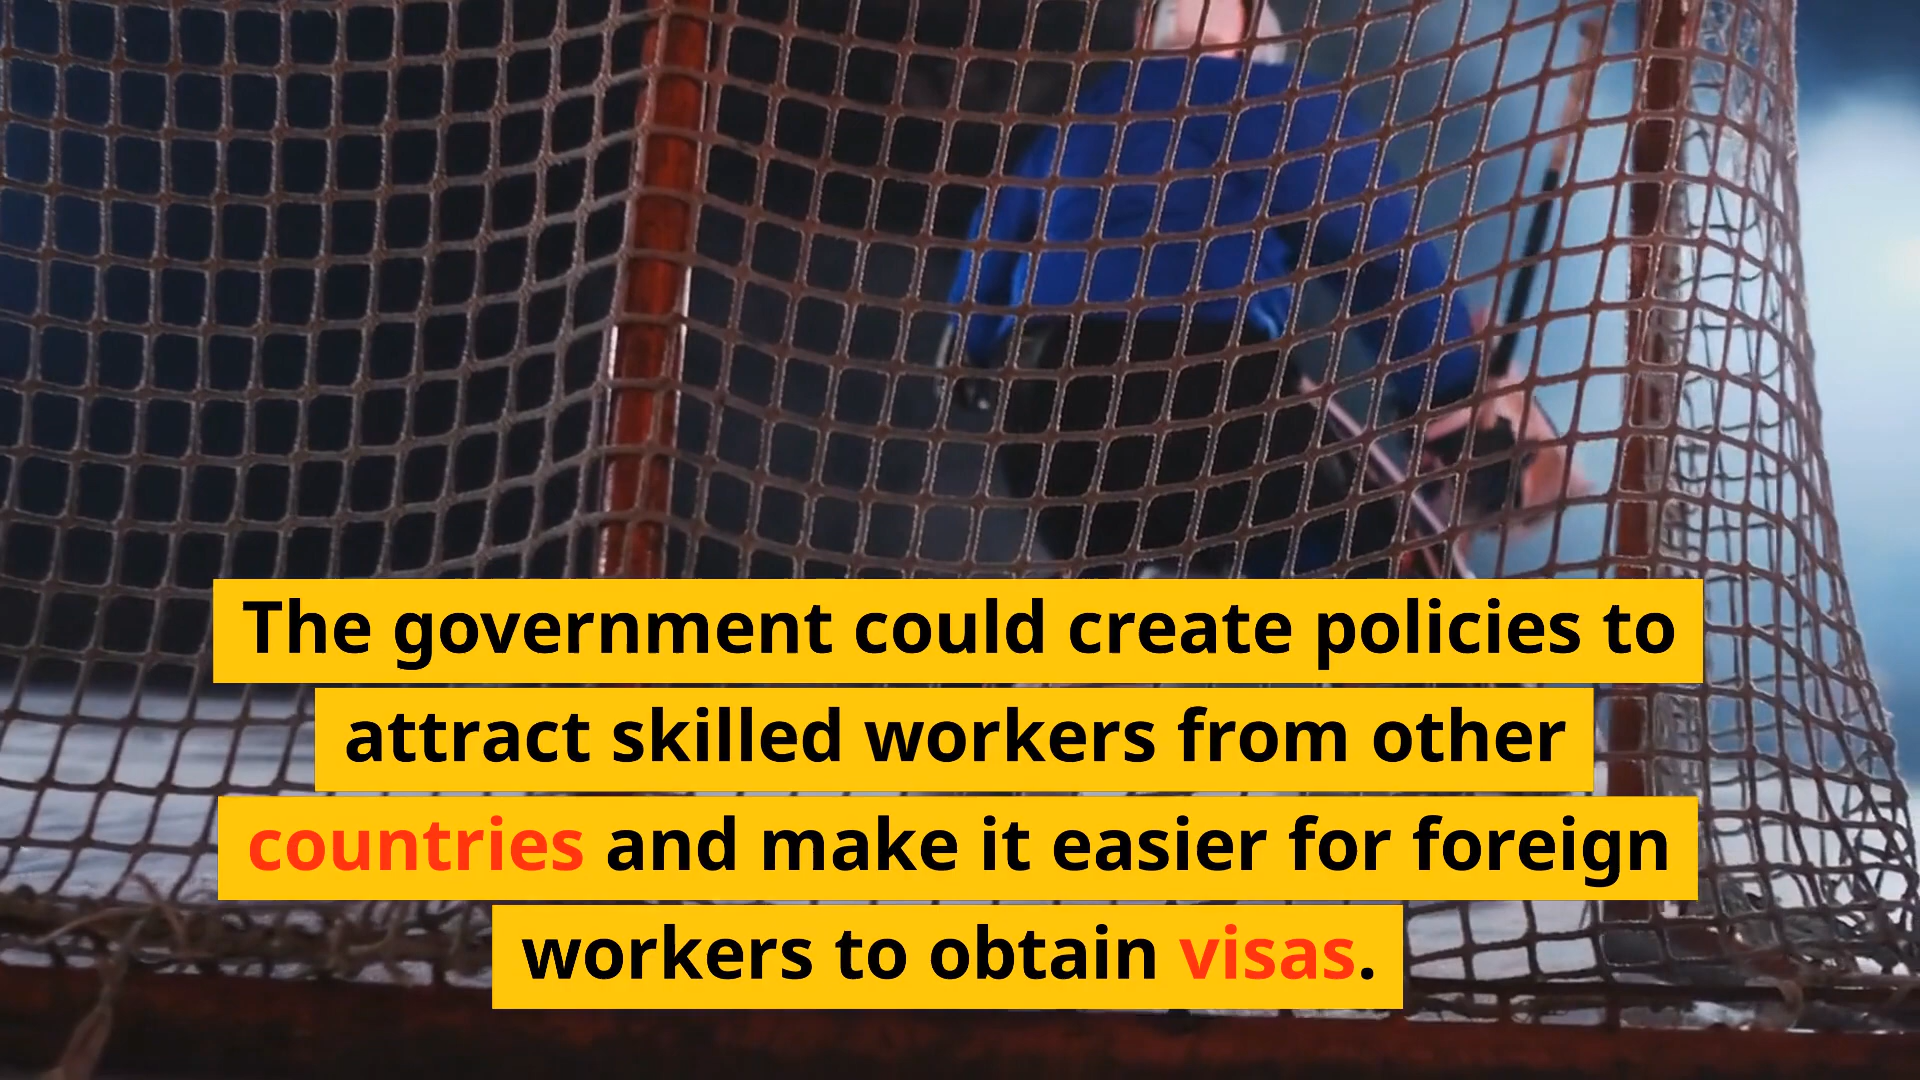 The government could create policies to
attract skilled workers from other
countries and make it easier for foreign
workers to obtain visas.